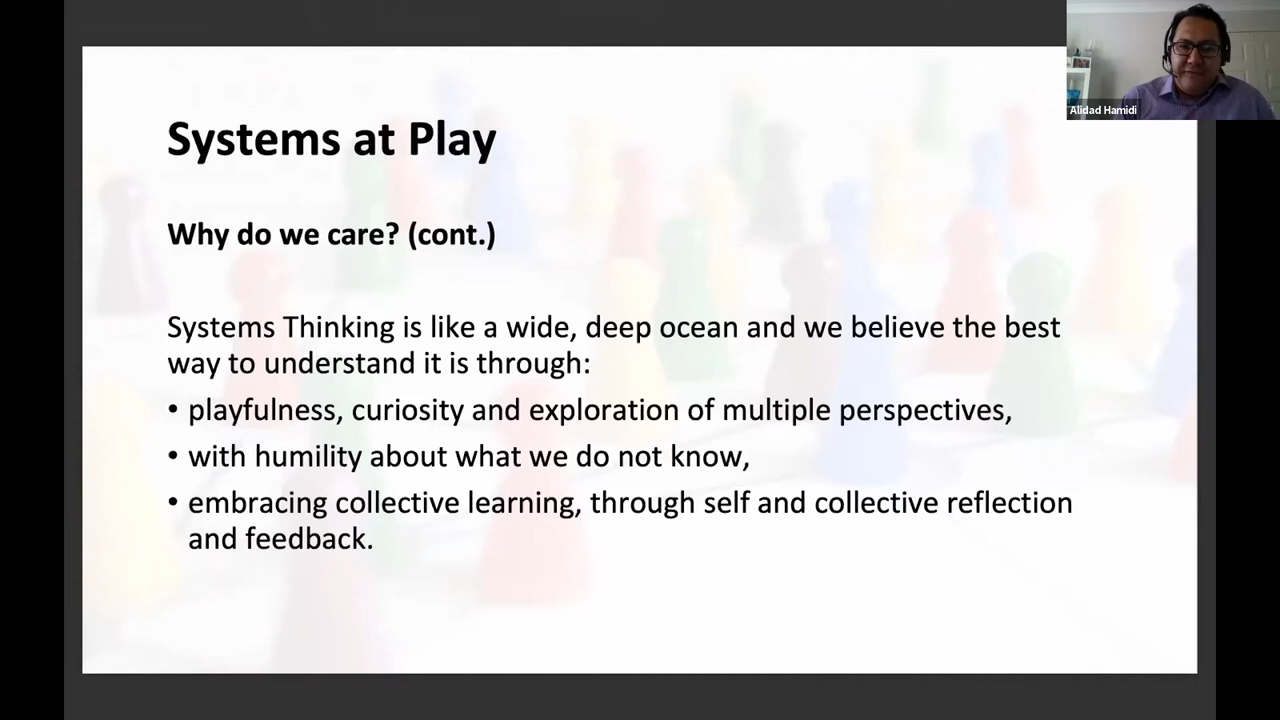 Alidad Hamidi
Systems at Play
Why do we care? (cont.)
Systems Thinking is like a wide, deep ocean and we believe the best
way to understand it is through:
• playfulness, curiosity and exploration of multiple perspectives,
• with humility about what we do not know,
• embracing collective learning, through self and collective reflection
and feedback.